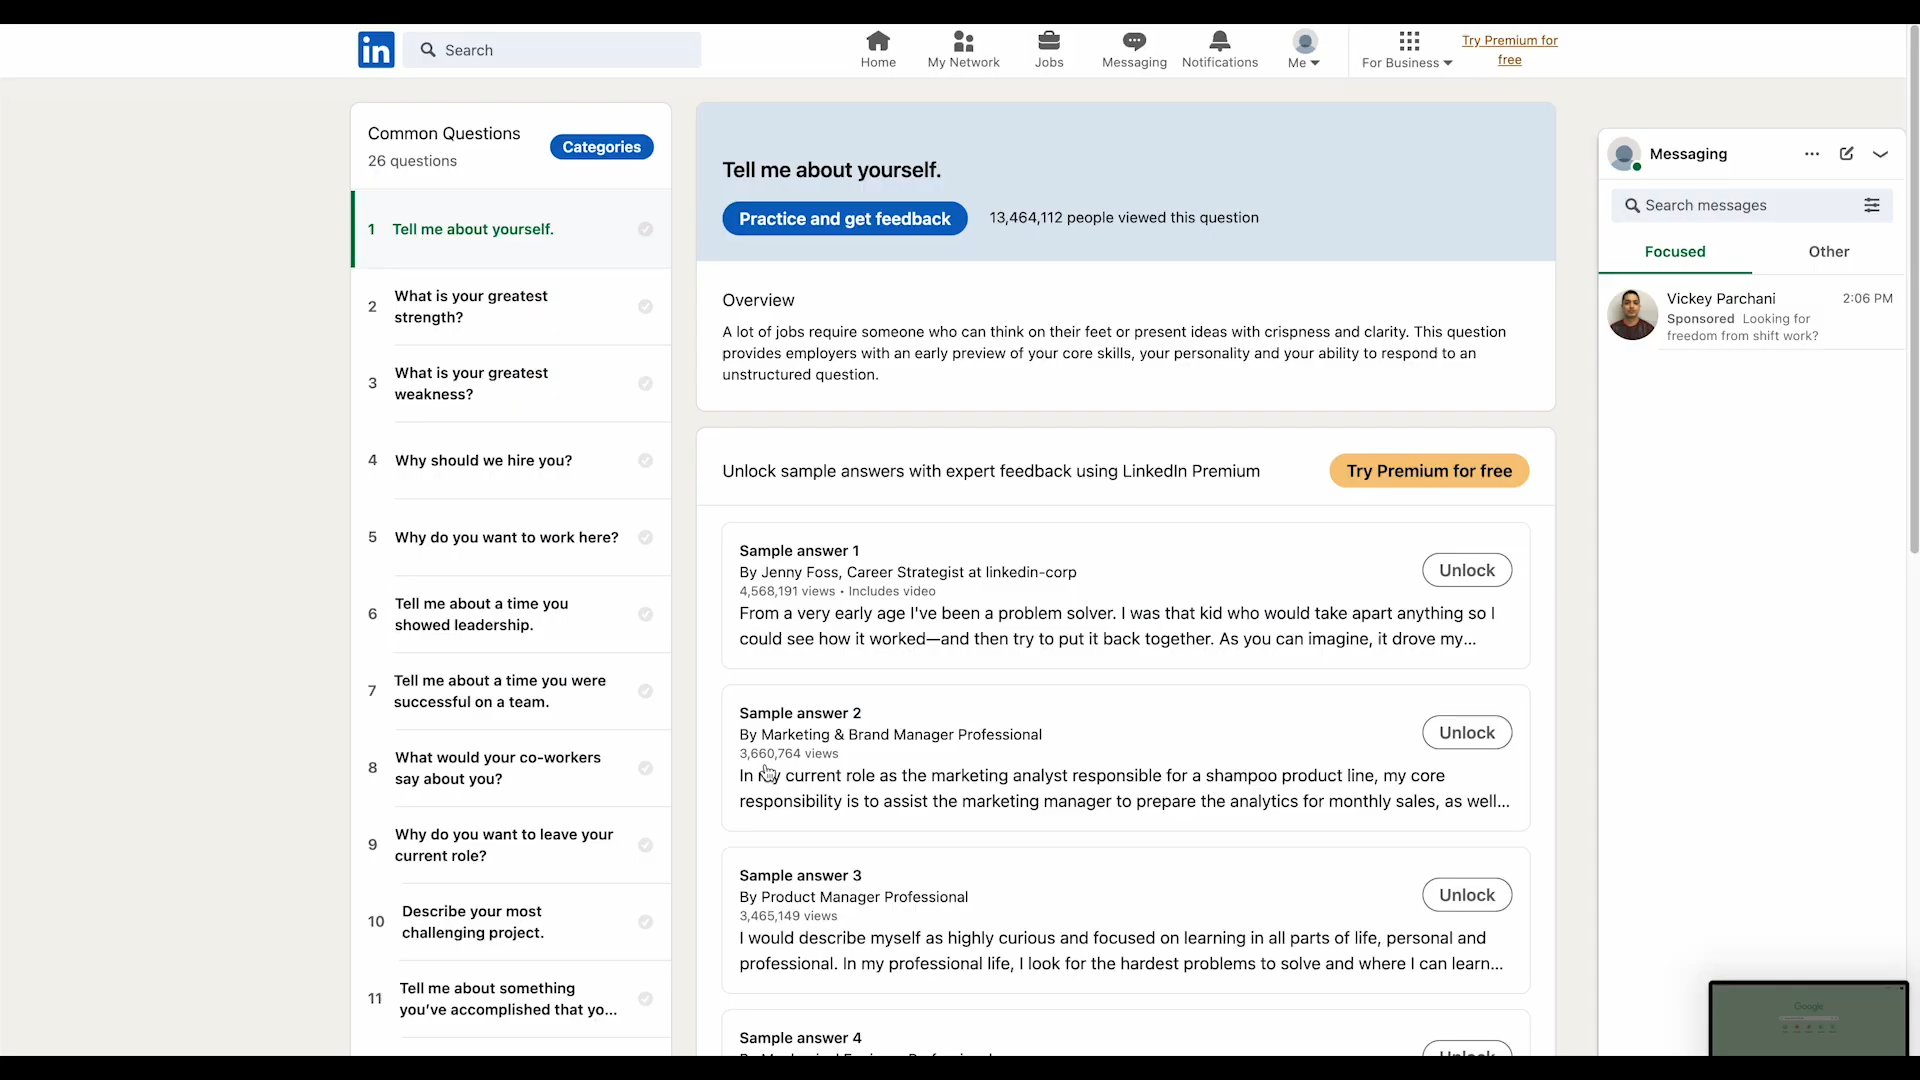 in
Search
Home
My Network
Jobs
Messaging
Notifications
Me
For Business
Try Premium for
free
Common Questions
26 questions
Categories
1 Tell me about yourself.
2 What is your greatest
strength?
3 What is your greatest
weakness?
4 Why should we hire you?
5 Why do you want to work here?
6 Tell me about a time you
showed leadership.
7 Tell me about a time you were
successful on a team.
8 What would your co-workers
say about you?
9 Why do you want to leave your
current role?
10 Describe your most
challenging project.
11 Tell me about something
you've accomplished that yo...
Tell me about yourself.
Practice and get feedback
13,464,112 people viewed this question
Overview
A lot of jobs require someone who can think on their feet or present ideas with crispness and clarity. This question
provides employers with an early preview of your core skills, your personality and your ability to respond to an
unstructured question.
Unlock sample answers with expert feedback using LinkedIn Premium
Try Premium for free
Sample answer 1
By Jenny Foss, Career Strategist at linkedin-corp
4,568,191 views • Includes video
From a very early age I've been a problem solver. I was that kid who would take apart anything so I
could see how it worked—and then try to put it back together. As you can imagine, it drove my...
Unlock
Sample answer 2
By Marketing & Brand Manager Professional
3,660,764 views
In my current role as the marketing analyst responsible for a shampoo product line, my core
responsibility is to assist the marketing manager to prepare the analytics for monthly sales, as well...
Unlock
Sample answer 3
By Product Manager Professional
3,465,149 views
I would describe myself as highly curious and focused on learning in all parts of life, personal and
professional. In my professional life, I look for the hardest problems to solve and where I can learn...
Unlock
Sample answer 4
Unlock
Messaging
Search messages
Focused
Other
Vickey Parchani
2:06 PM
Sponsored Looking for
freedom from shift work?
Google